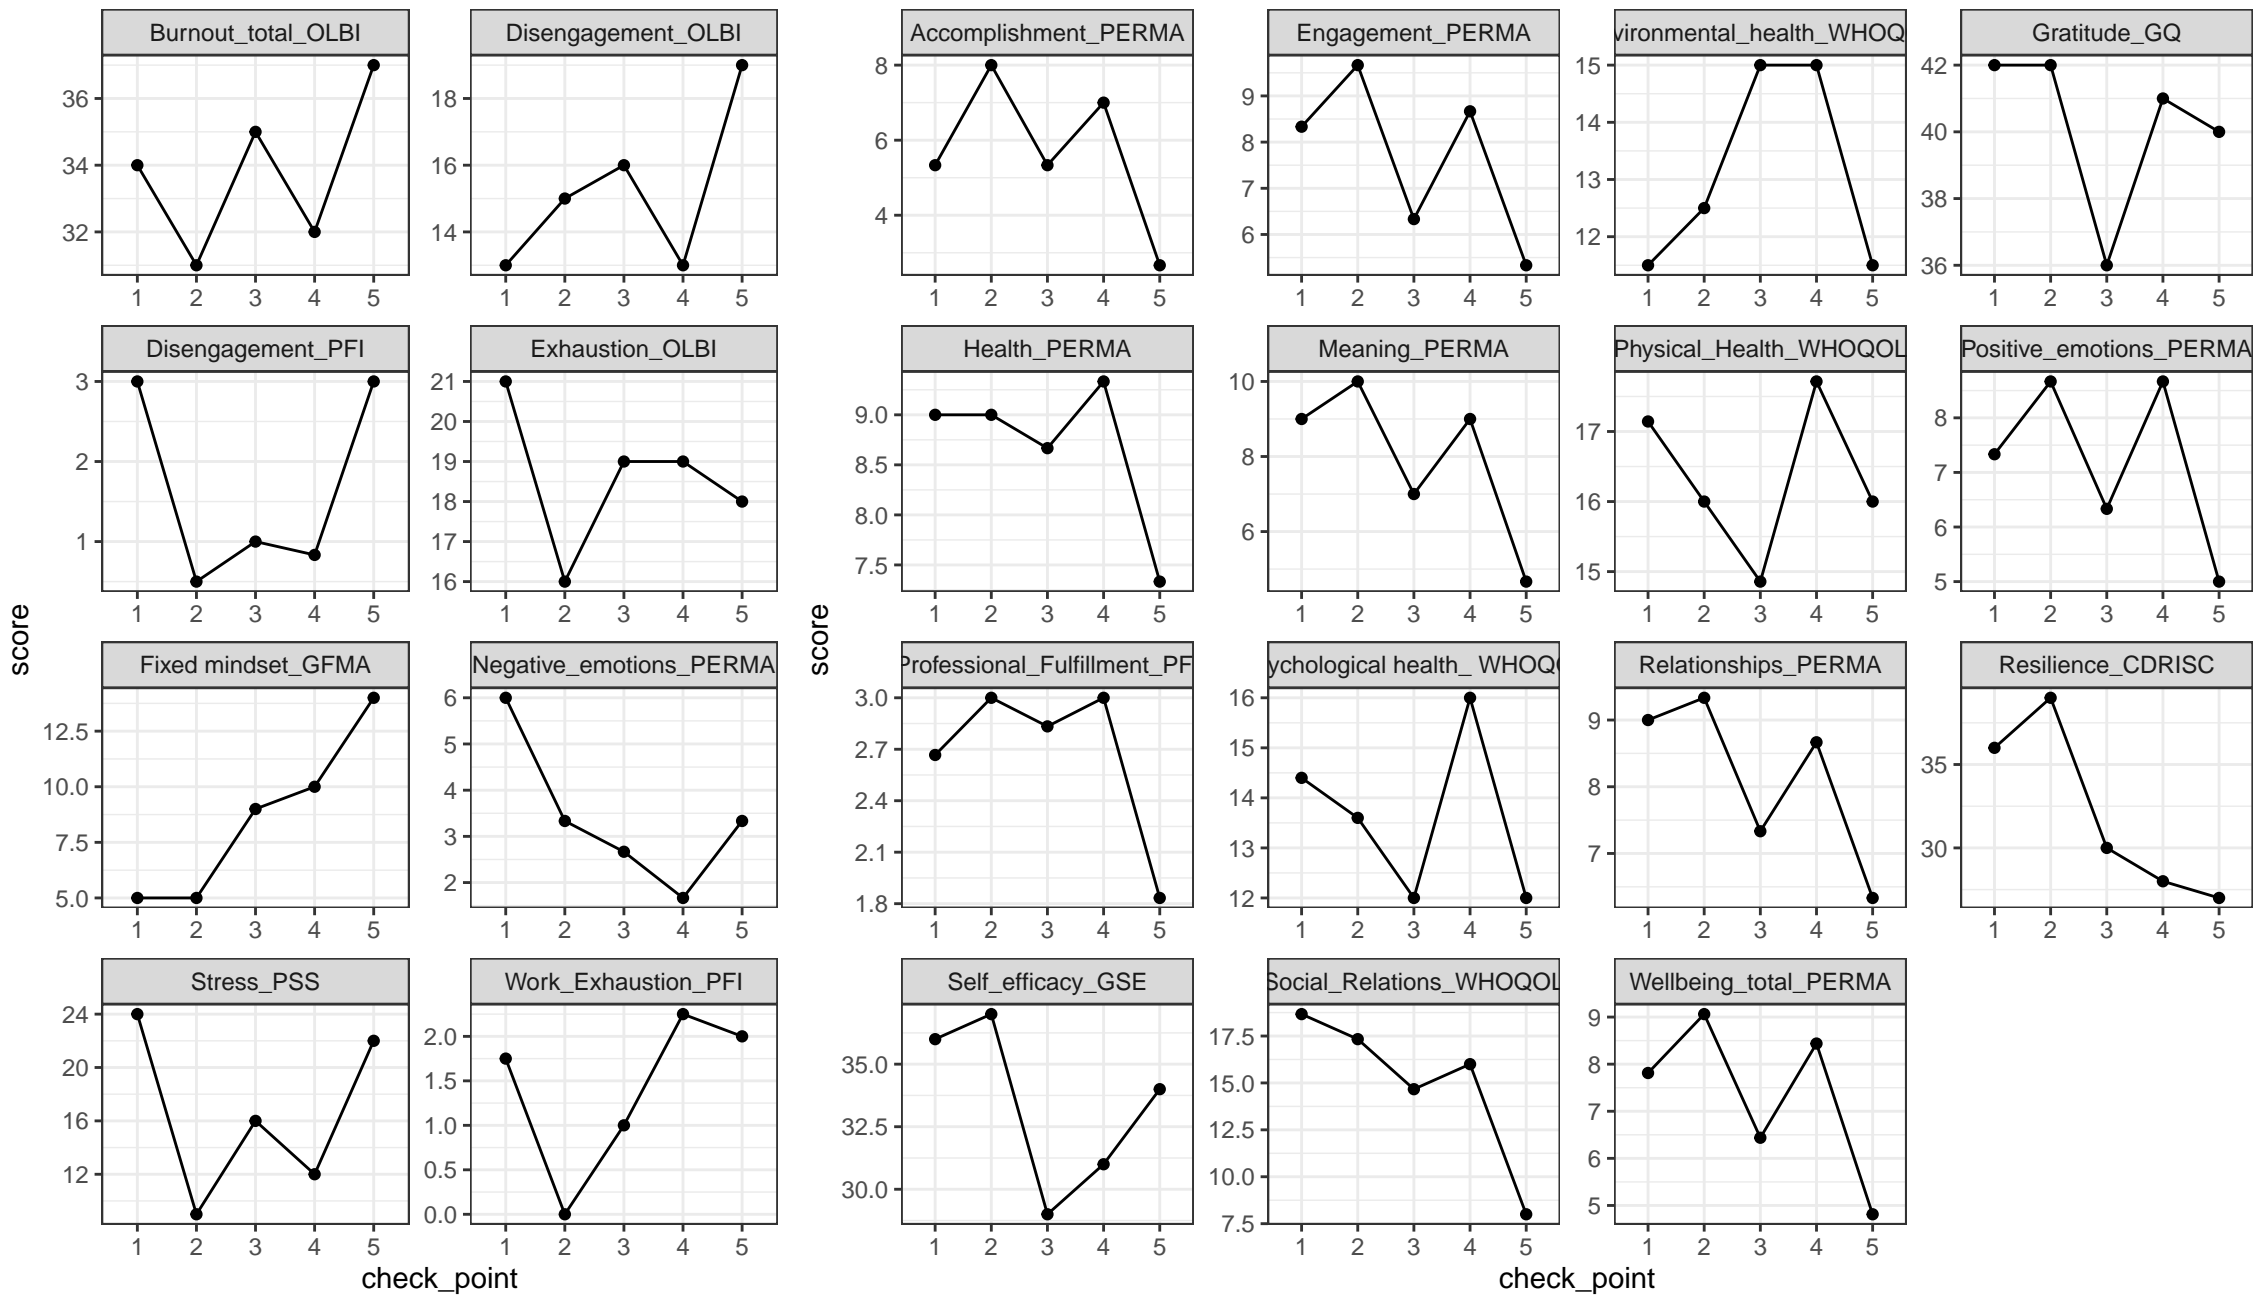 Burnout_total_OLBI
Disengagement_OLBI
Accomplishment_PERMA
Engagement_PERMA
vironmental_health_WHOQ
Gratitude_GQ
36
34
32
1 2 3 4 5
18
16
14
1 2 3 4 5
8
6
4
1 2 3 4 5
9
8
7
6
1 2 3 4 5
15
14
13
12
1 2 3 4 5
42
40
38
36
1 2 3 4 5
Disengagement_PFI
Exhaustion_OLBI
Health_PERMA
Meaning_PERMA
Physical_Health_WHOQOL
Positive_emotions_PERMA
3
2
1
1 2 3 4 5
21
20
19
18
17
16
1 2 3 4 5
9.0
8.5
8.0
7.5
1 2 3 4 5
10
8
6
1 2 3 4 5
17
16
15
1 2 3 4 5
8
7
6
5
1 2 3 4 5
score
score
Fixed mindset_GFMA
Negative_emotions_PERMA
Professional_Fulfillment_PF
ychological health_ WHOQO
Relationships_PERMA
Resilience_CDRISC
12.5
10.0
7.5
5.0
1 2 3 4 5
6
5
4
3
2
1 2 3 4 5
3.0
2.7
2.4
2.1
1.8
1 2 3 4 5
16
15
14
13
12
1 2 3 4 5
9
8
7
1 2 3 4 5
35
30
1 2 3 4 5
Stress_PSS
Work_Exhaustion_PFI
Self_efficacy_GSE
Social_Relations_WHOQOL
Wellbeing_total_PERMA
24
20
16
12
1 2 3 4 5
2.0
1.5
1.0
0.5
0.0
1 2 3 4 5
35.0
32.5
30.0
1 2 3 4 5
17.5
15.0
12.5
10.0
7.5
1 2 3 4 5
9
8
7
6
5
1 2 3 4 5
check_point
check_point